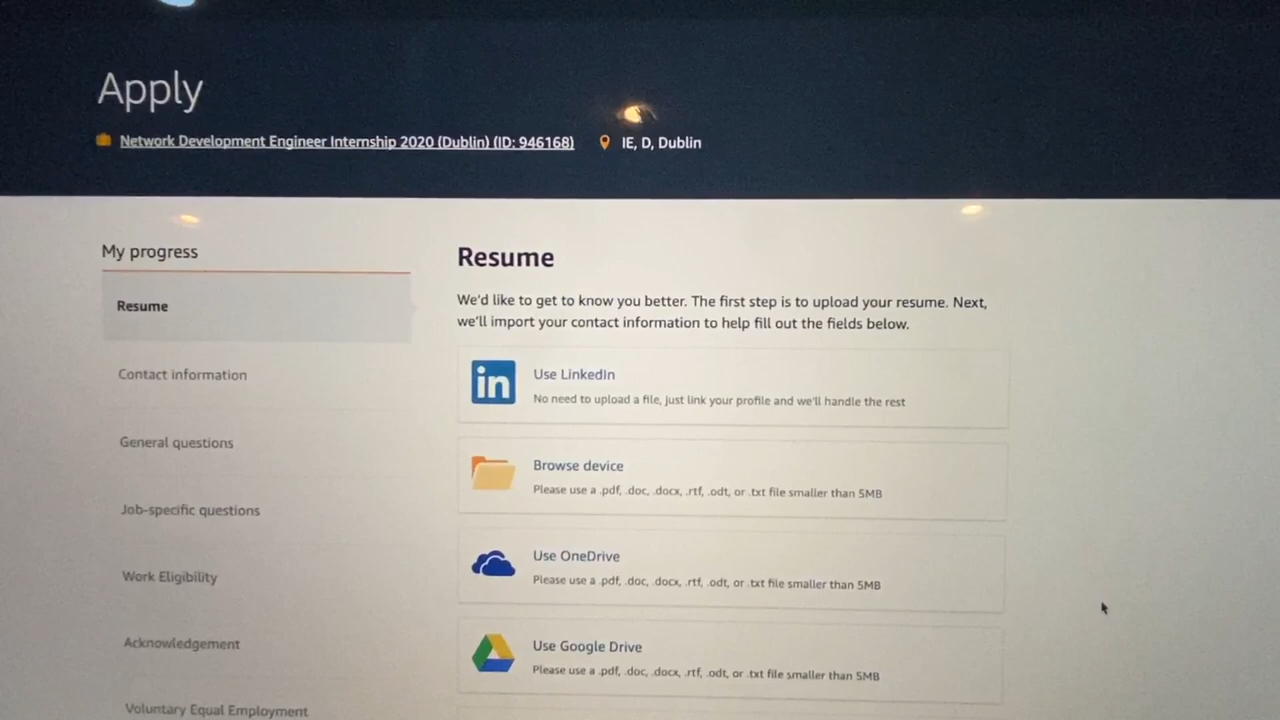 Apply
Network Development Engineer Internship 2020 (Dublin) (ID: 946168)
IE, D, Dublin
My progress
Resume
Contact information
General questions
Job-specific questions
Work Eligibility
Acknowledgement
Voluntary Equal Employment
Resume
We'd like to get to know you better. The first step is to upload your resume. Next,
we'll import your contact information to help fill out the fields below.
in
Use LinkedIn
No need to upload a file, just link your profile and we'll handle the rest
Browse device
Please use a .pdf, .doc, .docx, .rtf, .odt, or .txt file smaller than 5MB
Use OneDrive
Please use a .pdf, .doc, .docx, .rtf, .odt, or .txt file smaller than 5MB
Use Google Drive
Please use a .pdf, .doc, .docx, .rtf, .odt, or .txt file smaller than 5MB